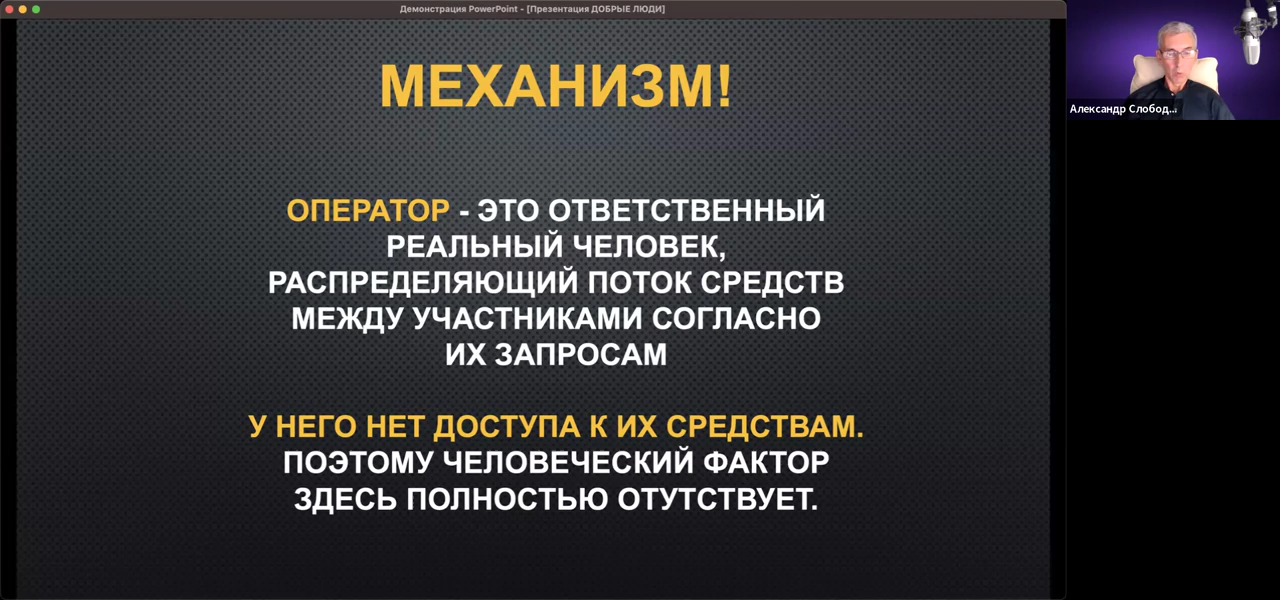 Демонстрация PowerPoint - [Презентация ДОБРЫЕ ЛЮДИ]
МЕХАНИЗМ!
ОПЕРАТОР - ЭТО ОТВЕТСТВЕННЫЙ
РЕАЛЬНЫЙ ЧЕЛОВЕК,
РАСПРЕДЕЛЯЮЩИЙ ПОТОК СРЕДСТВ
МЕЖДУ УЧАСТНИКАМИ СОГЛАСНО
ИХ ЗАПРОСАМ
У НЕГО НЕТ ДОСТУПА К ИХ СРЕДСТВАМ.
ПОЭТОМУ ЧЕЛОВЕЧЕСКИЙ ФАКТОР
ЗДЕСЬ ПОЛНОСТЬЮ ОТУТСТВУЕТ.
Александр Слобод...